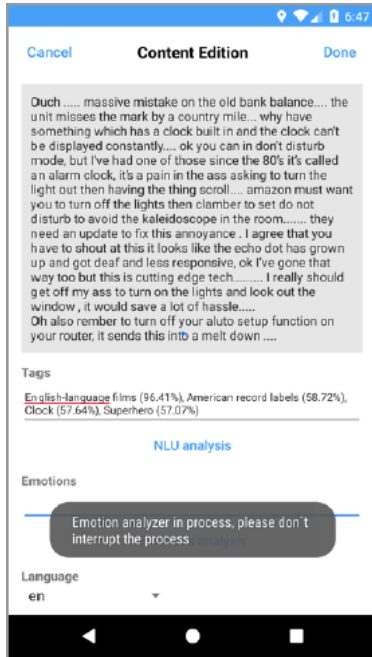 6:47
Cancel
Content Edition
Done
Ouch ..... massive mistake on the old bank balance.... the
unit misses the mark by a country mile... why have
something which has a clock built in and the clock can't
be displayed constantly.... ok you can in don't disturb
mode, but I've had one of those since the 80's it's called
an alarm clock, it's a pain in the ass asking to turn the
light out then having the thing scroll.... amazon must want
you to turn off the lights then clamber to set do not
disturb to avoid the kaleidoscope in the room....... they
need an update to fix this annoyance . I agree that you
have to shout at this it looks like the echo dot has grown
up and got deaf and less responsive, ok I've gone that
way too but this is cutting edge tech......... I really should
get off my ass to turn on the lights and look out the
window , it would save a lot of hassle.....
Oh also rember to turn off your aluto setup function on
your router, it sends this into a melt down ....
Tags
English-language films (96.41%), American record labels (58.72%),
Clock (57.64%), Superhero (57.07%)
NLU analysis
Emotions
Emotion analyzer in process, please don´t
interrupt the process
analysis
Language
en